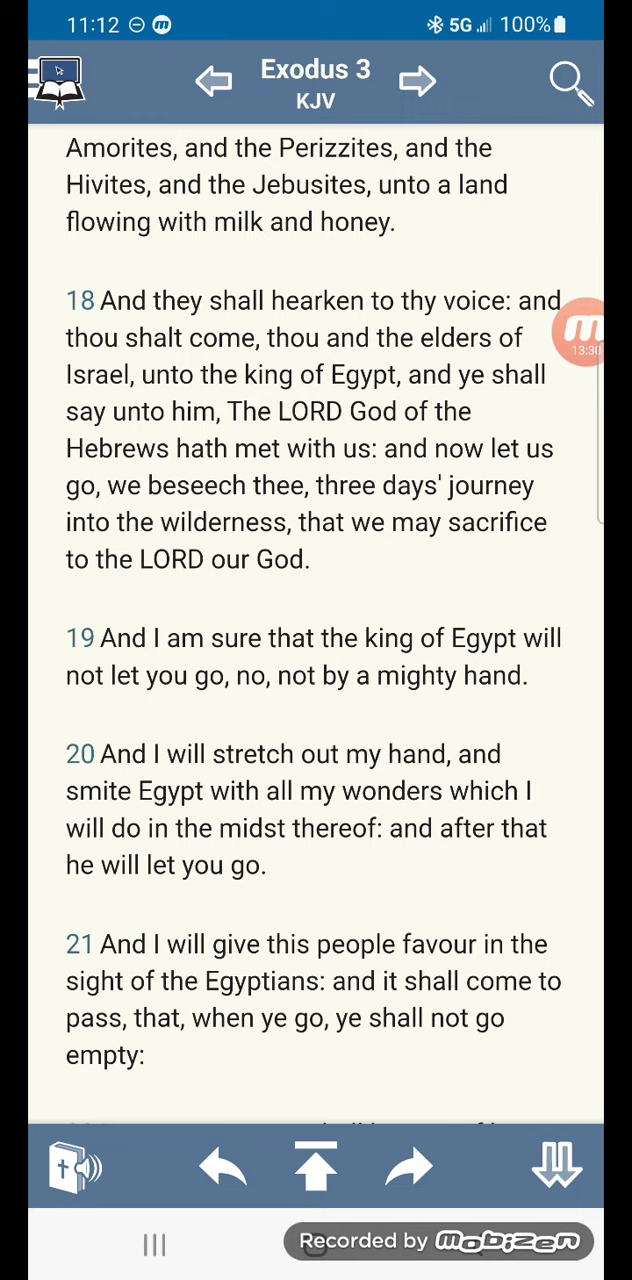 11:12 5G 100%
Exodus 3
KJV
Amorites, and the Perizzites, and the
Hivites, and the Jebusites, unto a land
flowing with milk and honey.
18 And they shall hearken to thy voice: and
thou shalt come, thou and the elders of
Israel, unto the king of Egypt, and ye shall
say unto him, The LORD God of the
Hebrews hath met with us: and now let us
go, we beseech thee, three days' journey
into the wilderness, that we may sacrifice
to the LORD our God.
13:30
19 And I am sure that the king of Egypt will
not let you go, no, not by a mighty hand.
20 And I will stretch out my hand, and
smite Egypt with all my wonders which I
will do in the midst thereof: and after that
he will let you go.
21 And I will give this people favour in the
sight of the Egyptians: and it shall come to
pass, that, when ye go, ye shall not go
empty:
Recorded by mobizen